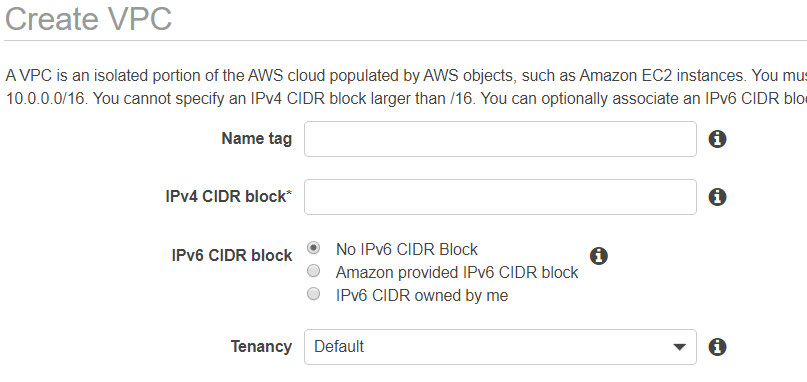 Create VPC
A VPC is an isolated portion of the AWS cloud populated by AWS objects, such as Amazon EC2 instances. You
10.0.0.0/16. You cannot specify an IPv4 CIDR block larger than /16. You can optionally associate an IPv6 CIDR
Name tag
IPv4 CIDR block*
IPv6 CIDR block
No IPv6 CIDR Block
Amazon provided IPv6 CIDR block
IPv6 CIDR owned by me
Tenancy
Default